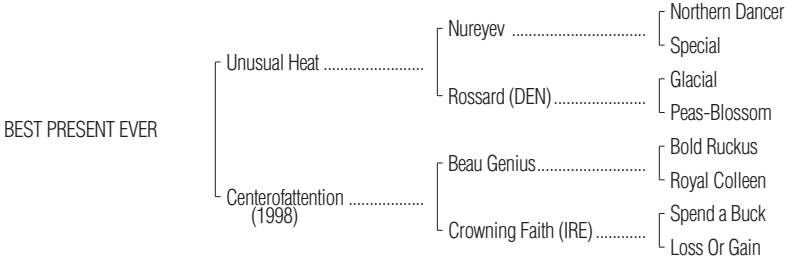 Northern Dancer
Nureyev ................................
Special
Unusual Heat ........................
Glacial
Rossard (DEN) ......................
Peas-Blossom
BEST PRESENT EVER
Bold Ruckus
Beau Genius..........................
Royal Colleen
Centerofattention ..................
(1998)
Spend a Buck
Crowning Faith (IRE) ............
Loss Or Gain